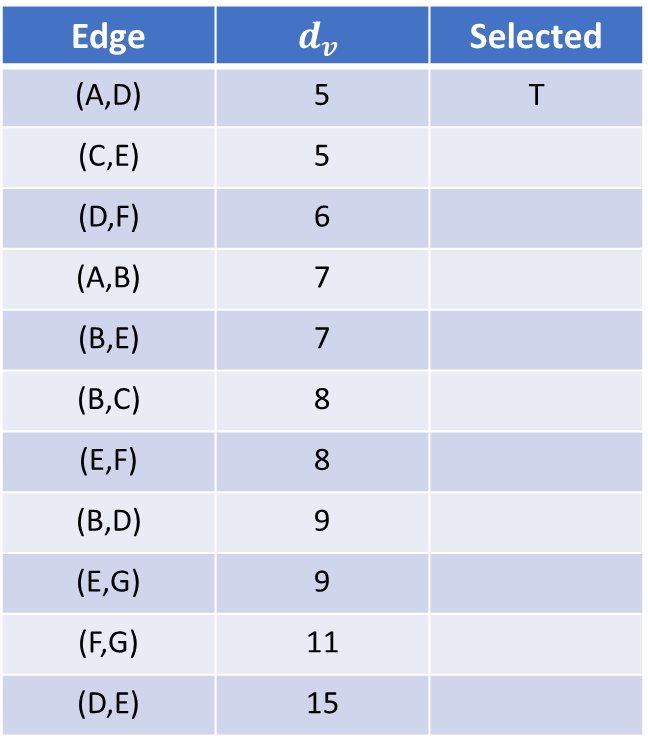 Edge d_v Selected
(A,D) 5 T
(C,E) 5
(D,F) 6
(A,B) 7
(B,E) 7
(B,C) 8
(E,F) 8
(B,D) 9
(E,G) 9
(F,G) 11
(D,E) 15